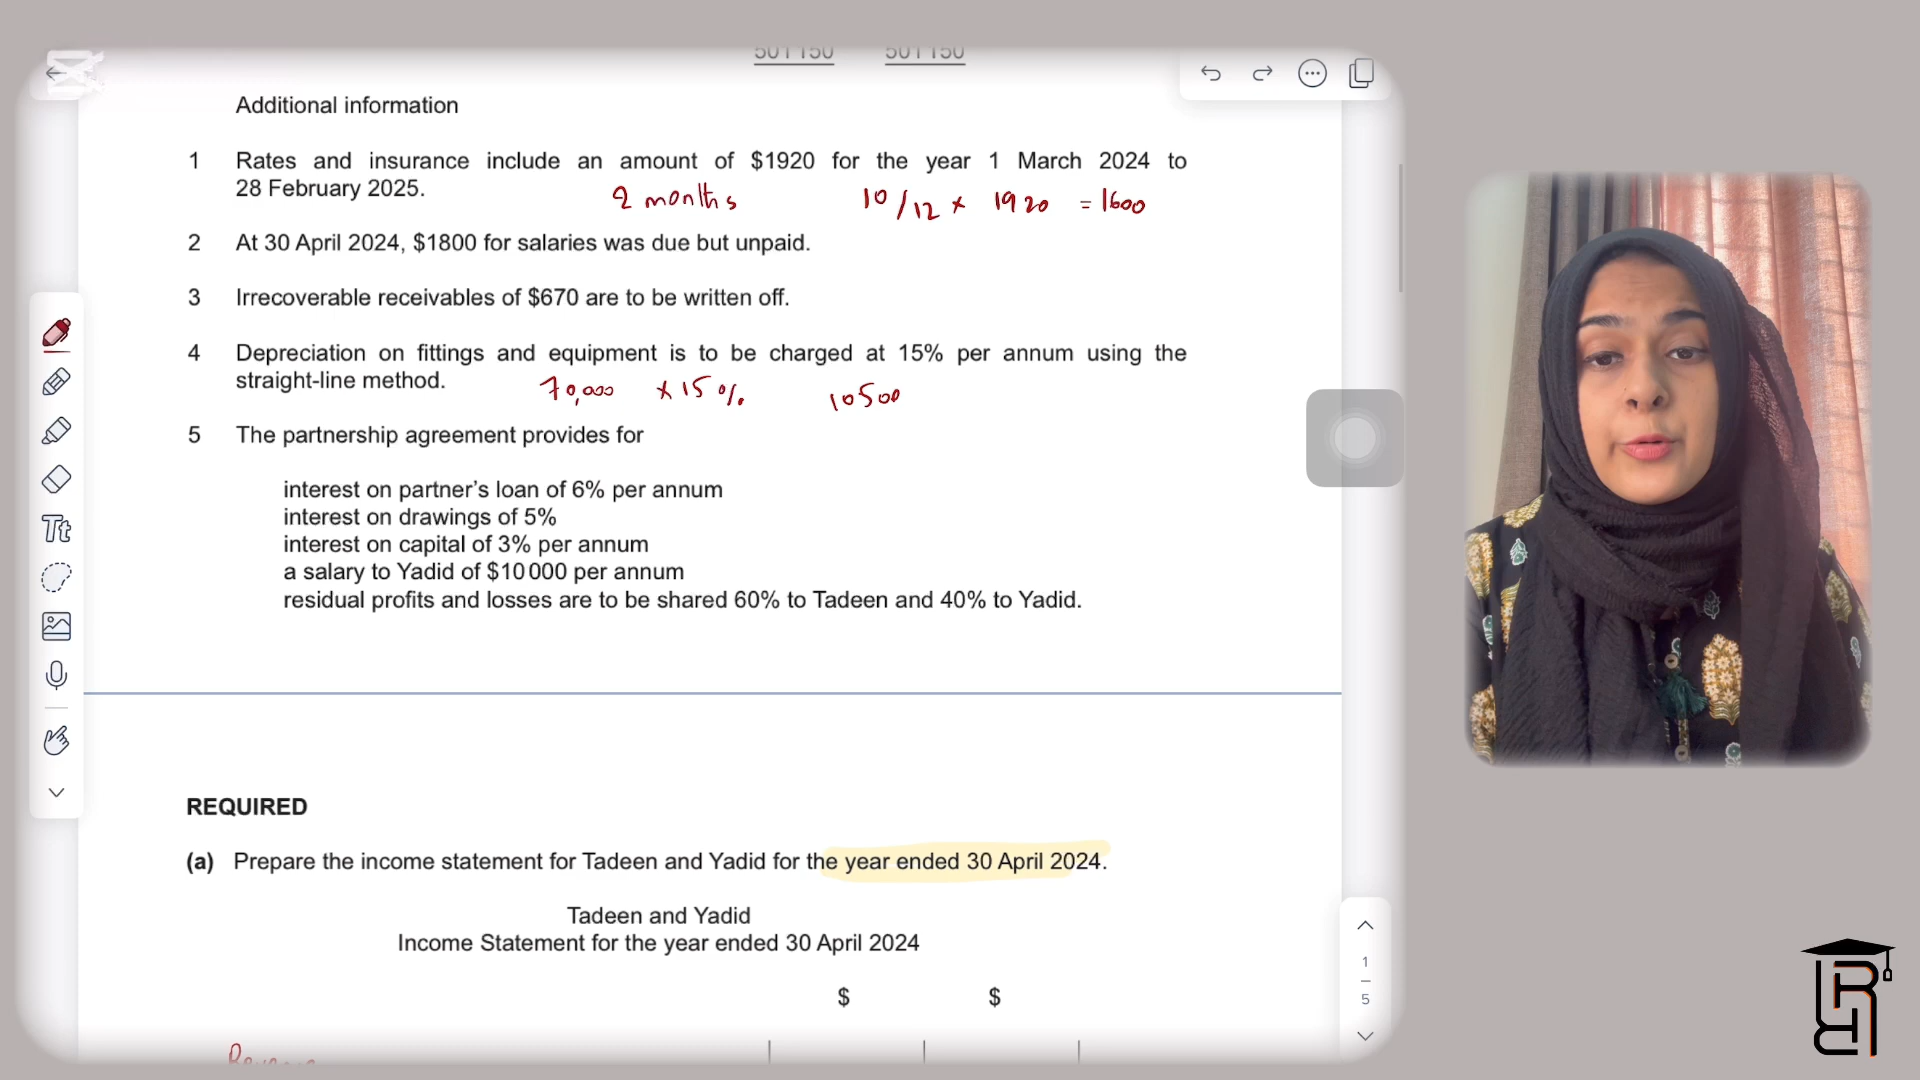 501 150 501 150
Additional information
1 Rates and insurance include an amount of $1920 for the year 1 March 2024 to
28 February 2025.
2 months 10/12 × 1920 = 1600
2 At 30 April 2024, $1800 for salaries was due but unpaid.
3 Irrecoverable receivables of $670 are to be written off.
4 Depreciation on fittings and equipment is to be charged at 15% per annum using the
straight-line method.
70,000 × 15% 10500
5 The partnership agreement provides for
interest on partner's loan of 6% per annum
interest on drawings of 5%
interest on capital of 3% per annum
a salary to Yadid of $10 000 per annum
residual profits and losses are to be shared 60% to Tadeen and 40% to Yadid.
Tt
REQUIRED
(a) Prepare the income statement for Tadeen and Yadid for the year ended 30 April 2024.
Tadeen and Yadid
Income Statement for the year ended 30 April 2024
$ $
1
5